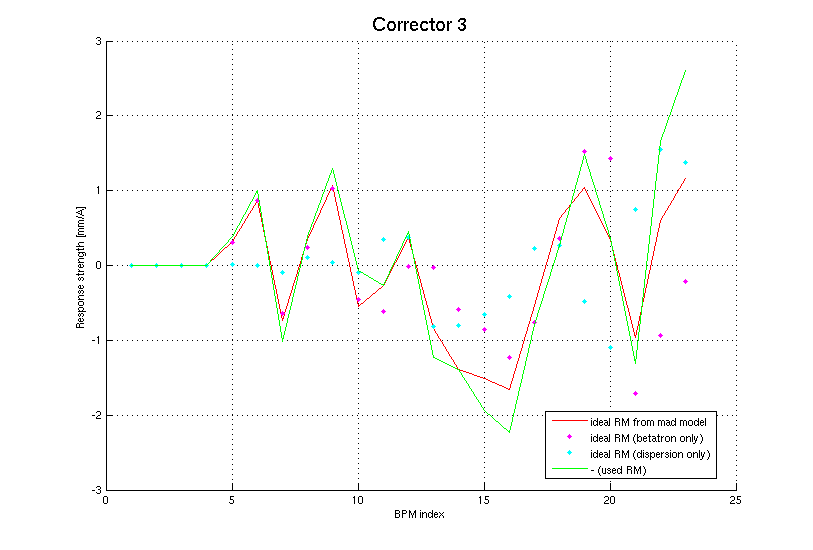 Corrector 3
3
2
1
0
-1
-2
-3
Response strength [mm/A]
0
5
10
15
20
25
BPM index
ideal RM from mad model
ideal RM (betatron only)
ideal RM (dispersion only)
- (used RM)